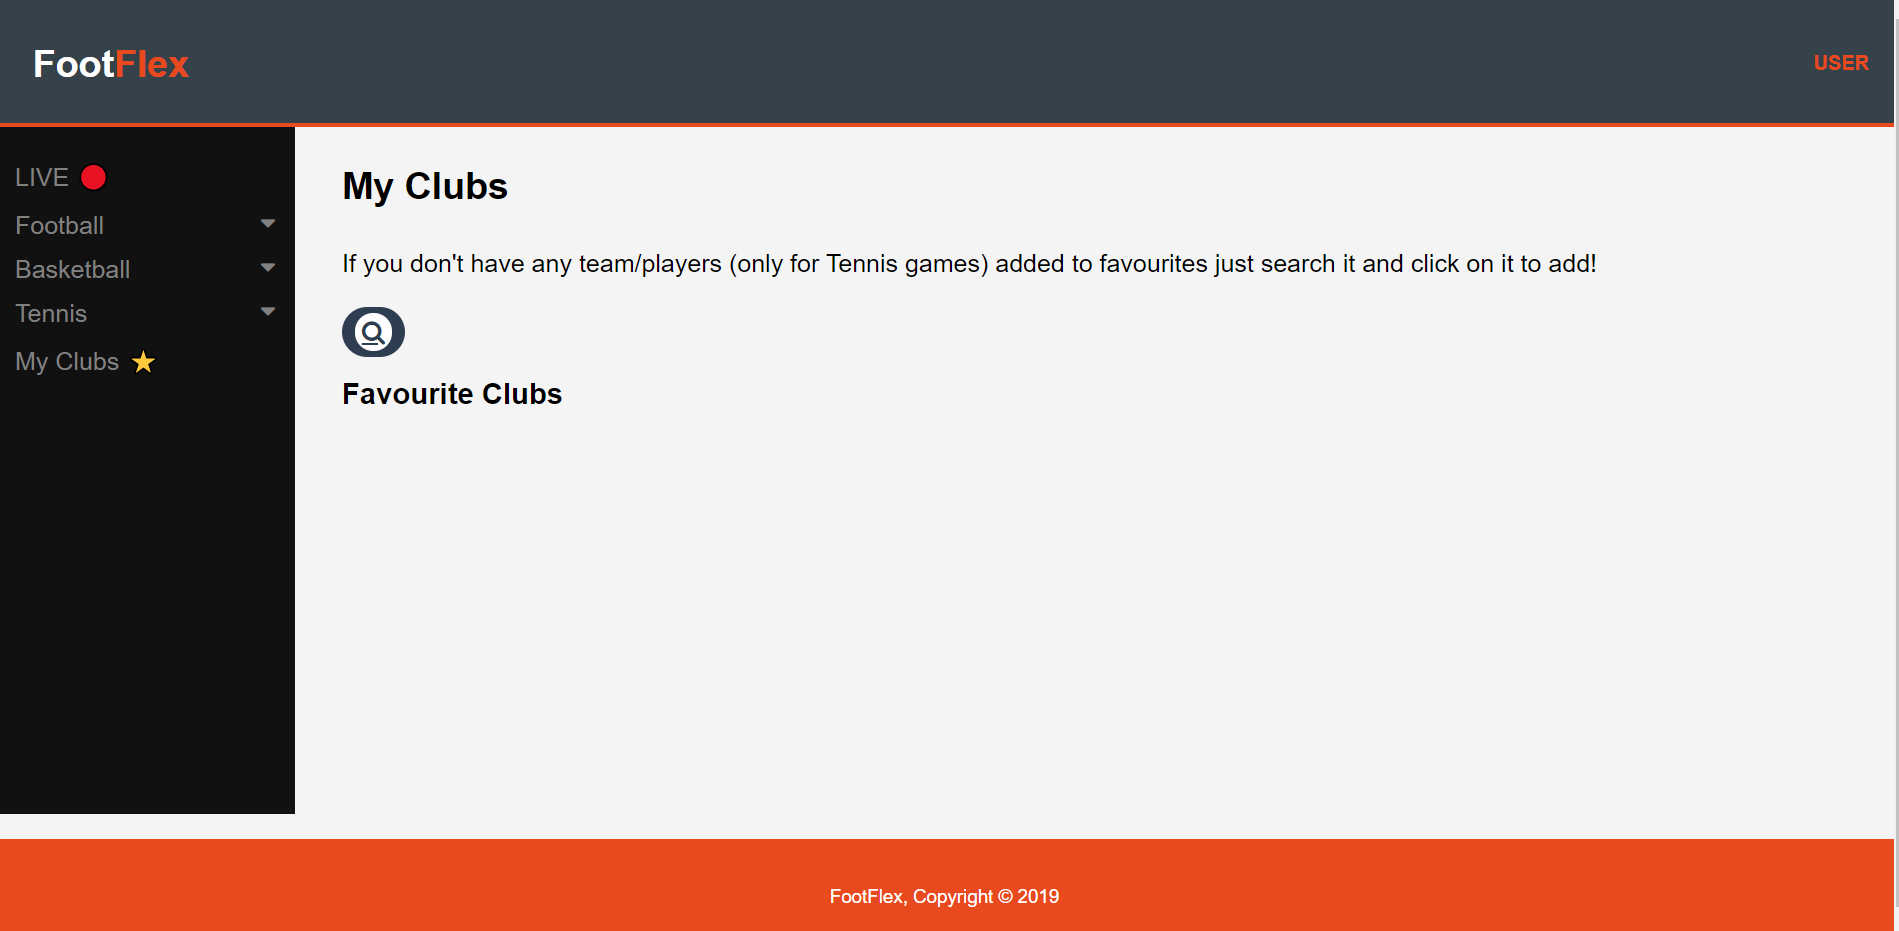 FootFlex
USER
LIVE
Football
Basketball
Tennis
My Clubs
My Clubs
If you don't have any team/players (only for Tennis games) added to favourites just search it and click on it to add!
Favourite Clubs
FootFlex, Copyright © 2019